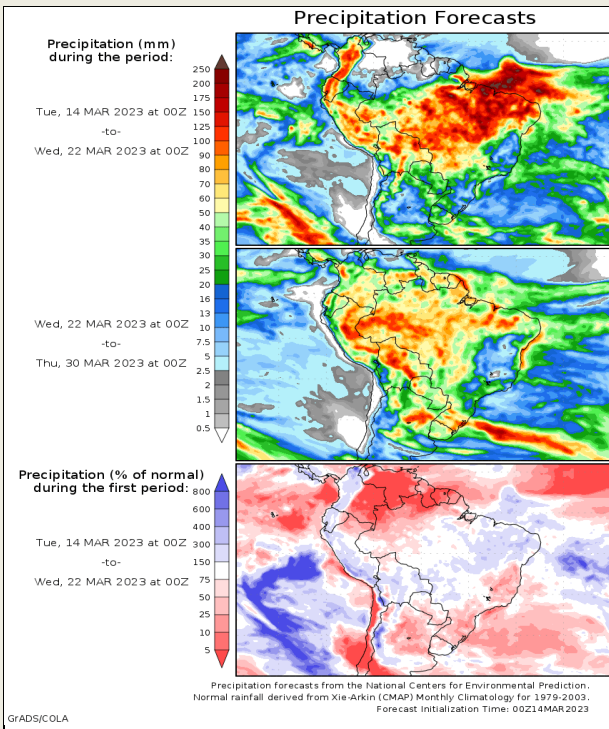 Precipitation Forecasts
Precipitation (mm)
during the period:
Tue, 14 MAR 2023 at 00Z
-to-
Wed, 22 MAR 2023 at 00Z
250
200
175
150
125
100
90
80
70
60
50
40
35
30
25
20
16
13
10
7.5
5
2.5
2
1.5
1
0.5
Wed, 22 MAR 2023 at 00Z
-to-
Thu, 30 MAR 2023 at 00Z
Precipitation (% of normal)
during the first period:
Tue, 14 MAR 2023 at 00Z
-to-
Wed, 22 MAR 2023 at 00Z
800
600
400
300
150
75
50
25
10
5
Precipitation forecasts from the National Centers for Environmental Prediction.
Normal rainfall derived from Xie-Arkin (CMAP) Monthly Climatology for 1979-2003.
Forecast Initialization Time: 00Z14MAR2023
GrADS/COLA